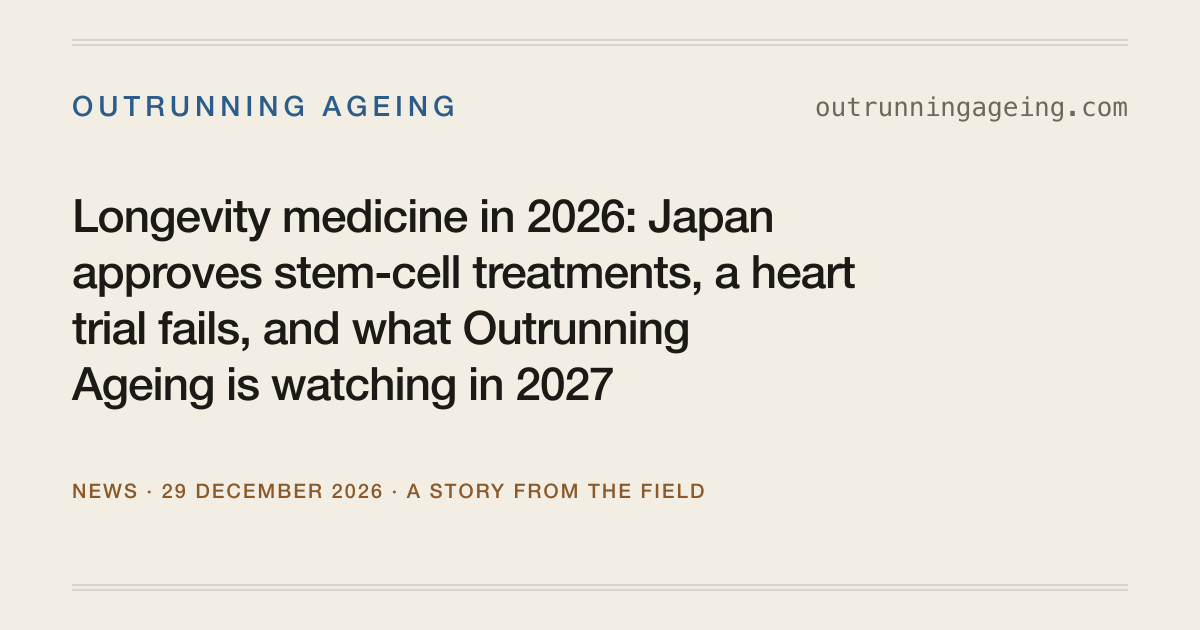 OUTRUNNING AGEING
outrunningageing.com
Longevity medicine in 2026: Japan
approves stem-cell treatments, a heart
trial fails, and what Outrunning
Ageing is watching in 2027
NEWS · 29 DECEMBER 2026 · A STORY FROM THE FIELD